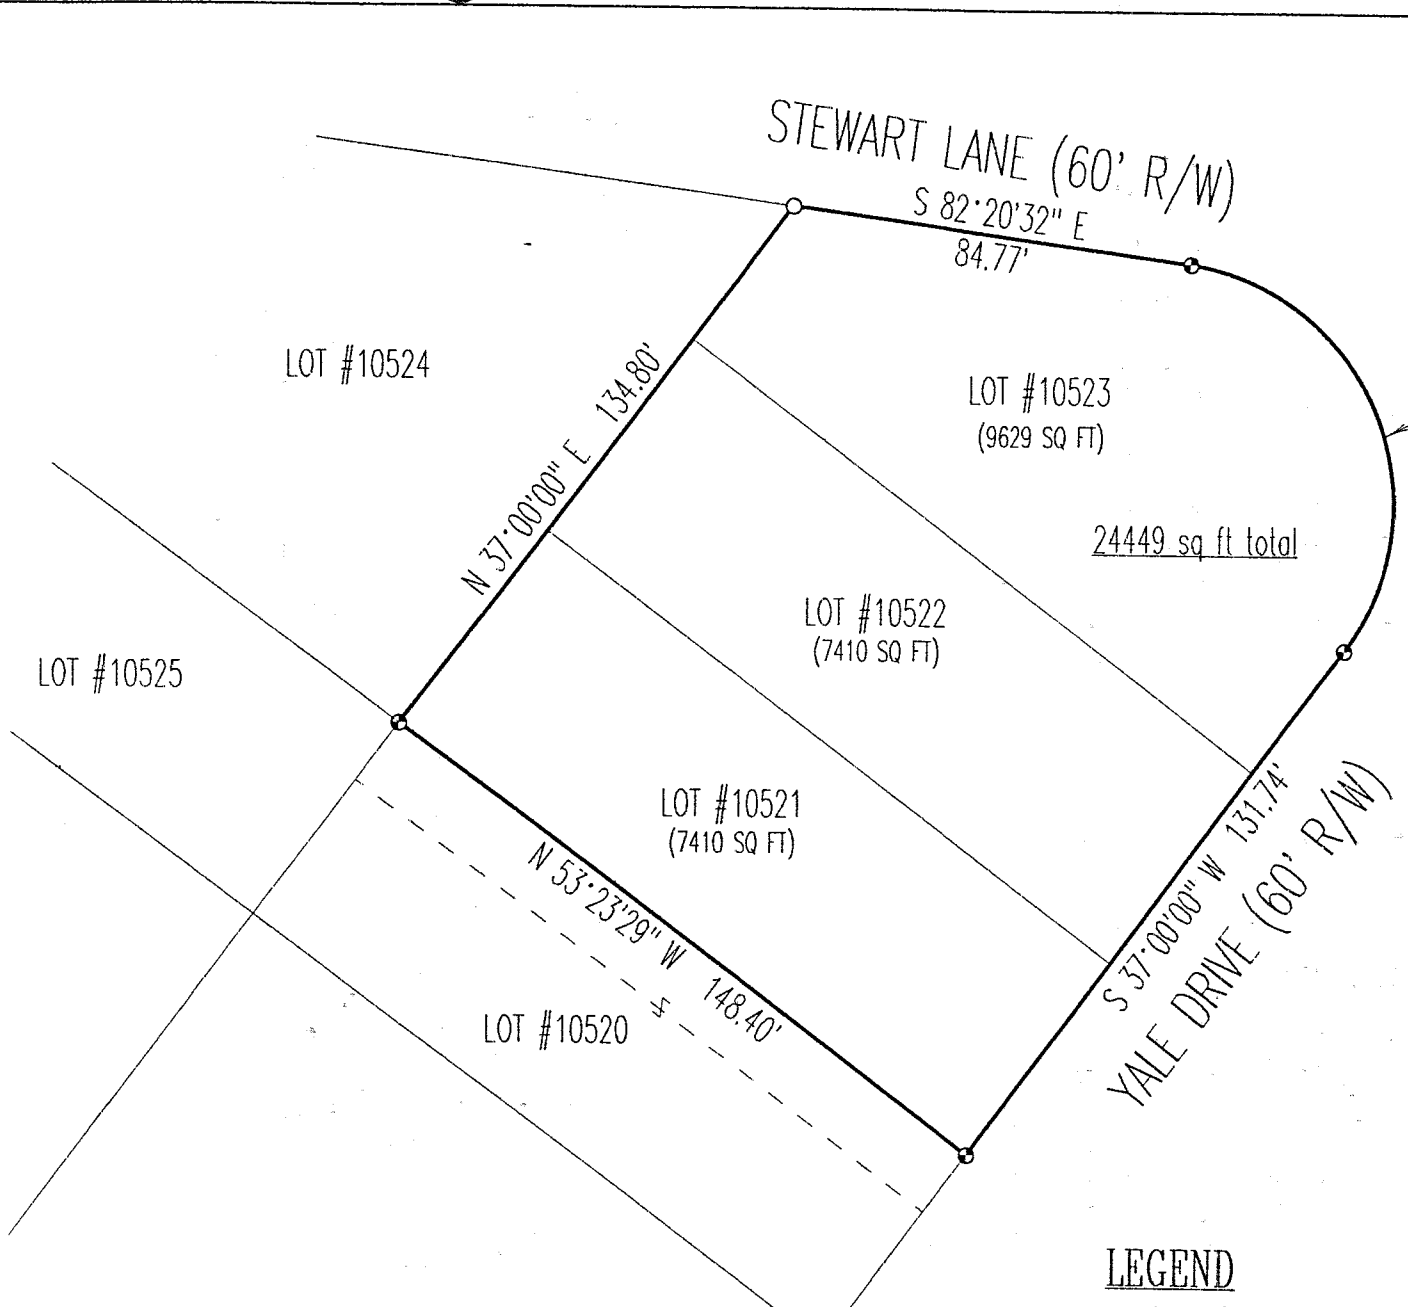 STEWART LANE (60' R/W)
S 82°20'32" E
84.77'
LOT #10524
N 37°00'00" E 134.80'
LOT #10523
(9629 SQ FT)
24449 sq ft total
LOT #10522
(7410 SQ FT)
LOT #10525
LOT #10521
(7410 SQ FT)
N 53°23'29" W 148.40'
S 37°00'00" W 131.74'
YALE DRIVE (60' R/W)
LOT #10520
LEGEND